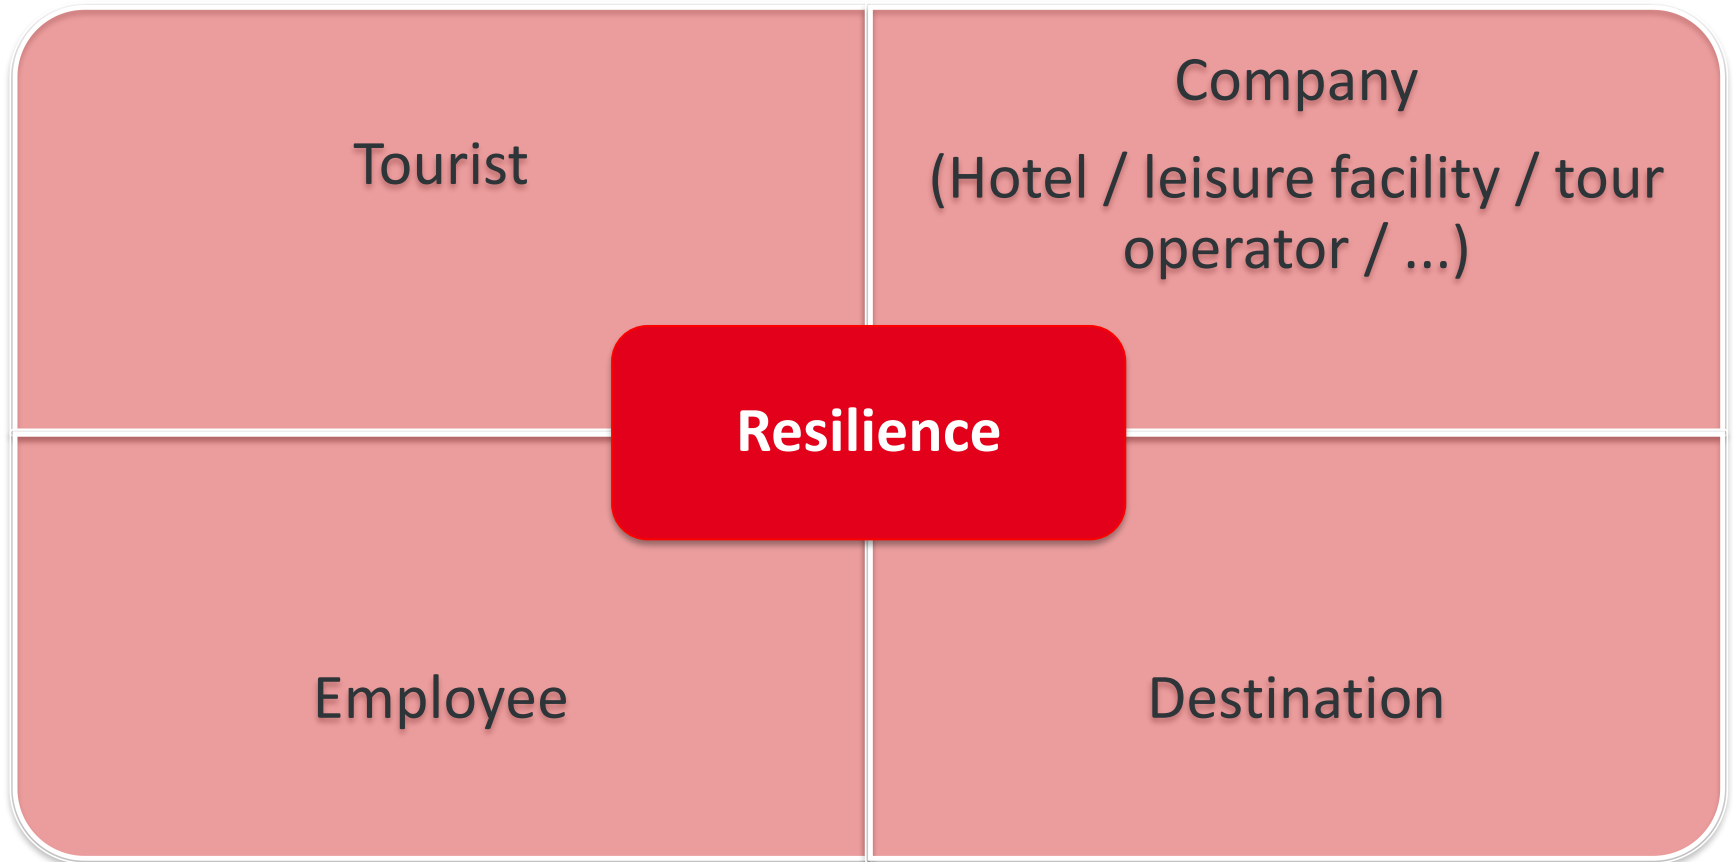 Tourist
Company
(Hotel / leisure facility / tour
operator / ...)
Resilience
Employee
Destination